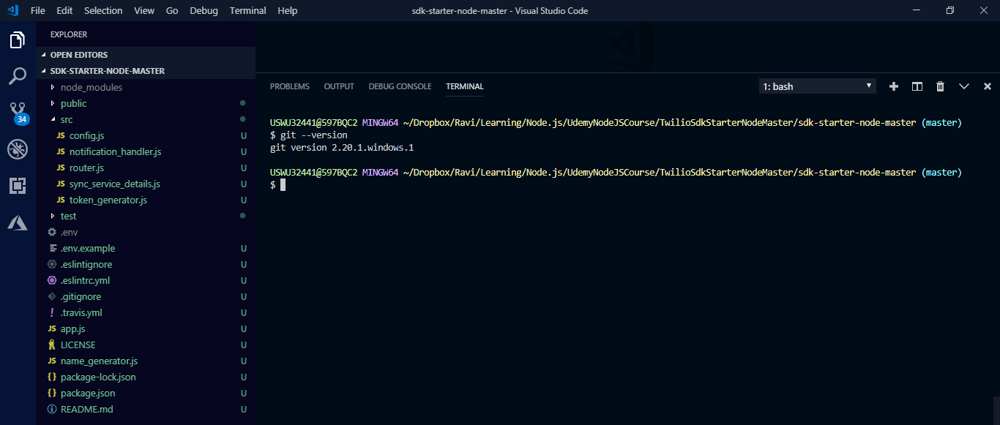 File Edit Selection View Go Debug Terminal Help sdk-starter-node-master - Visual Studio Code
EXPLORER
OPEN EDITORS
SDK-STARTER-NODE-MASTER
node_modules
public
src
JS config.js U
JS notification_handler.js U
JS router.js U
JS sync_service_details.js U
JS token_generator.js U
test
.env
.env.example U
.eslintignore U
.eslintrc.yml U
.gitignore U
! .travis.yml U
JS app.js U
LICENSE U
JS name_generator.js U
{} package-lock.json U
{} package.json U
README.md U
34
PROBLEMS OUTPUT DEBUG CONSOLE TERMINAL 1: bash
USWU32441@597BQC2 MINGW64 ~/Dropbox/Ravi/Learning/Node.js/UdemyNodeJSCourse/TwilioSdkStarterNodeMaster/sdk-starter-node-master (master)
$ git --version
git version 2.20.1.windows.1
USWU32441@597BQC2 MINGW64 ~/Dropbox/Ravi/Learning/Node.js/UdemyNodeJSCourse/TwilioSdkStarterNodeMaster/sdk-starter-node-master (master)
$